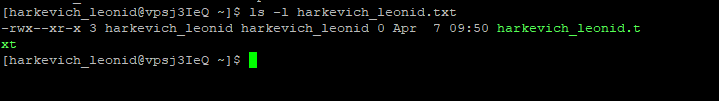 [harkevich_leonid@vpsj3IeQ ~]$ ls -l harkevich_leonid.txt
-rwx--xr-x 3 harkevich_leonid harkevich_leonid 0 Apr  7 09:50 harkevich_leonid.t
xt
[harkevich_leonid@vpsj3IeQ ~]$